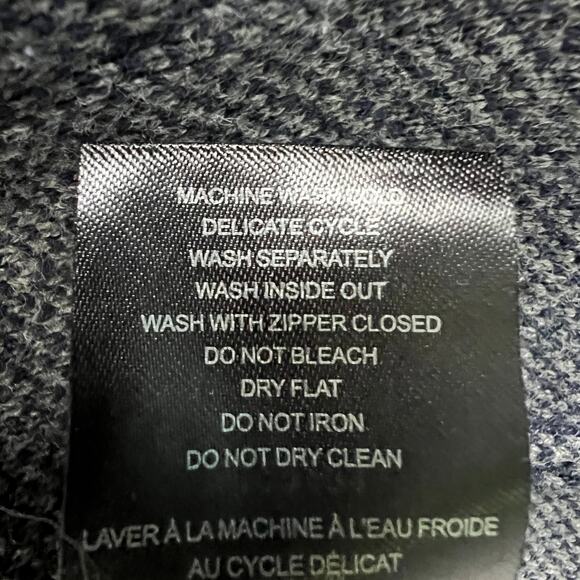 MACHINE WASH COLD
DELICATE CYCLE
WASH SEPARATELY
WASH INSIDE OUT
WASH WITH ZIPPER CLOSED
DO NOT BLEACH
DRY FLAT
DO NOT IRON
DO NOT DRY CLEAN
LAVER À LA MACHINE À L'EAU FROIDE
AU CYCLE DÉLICAT